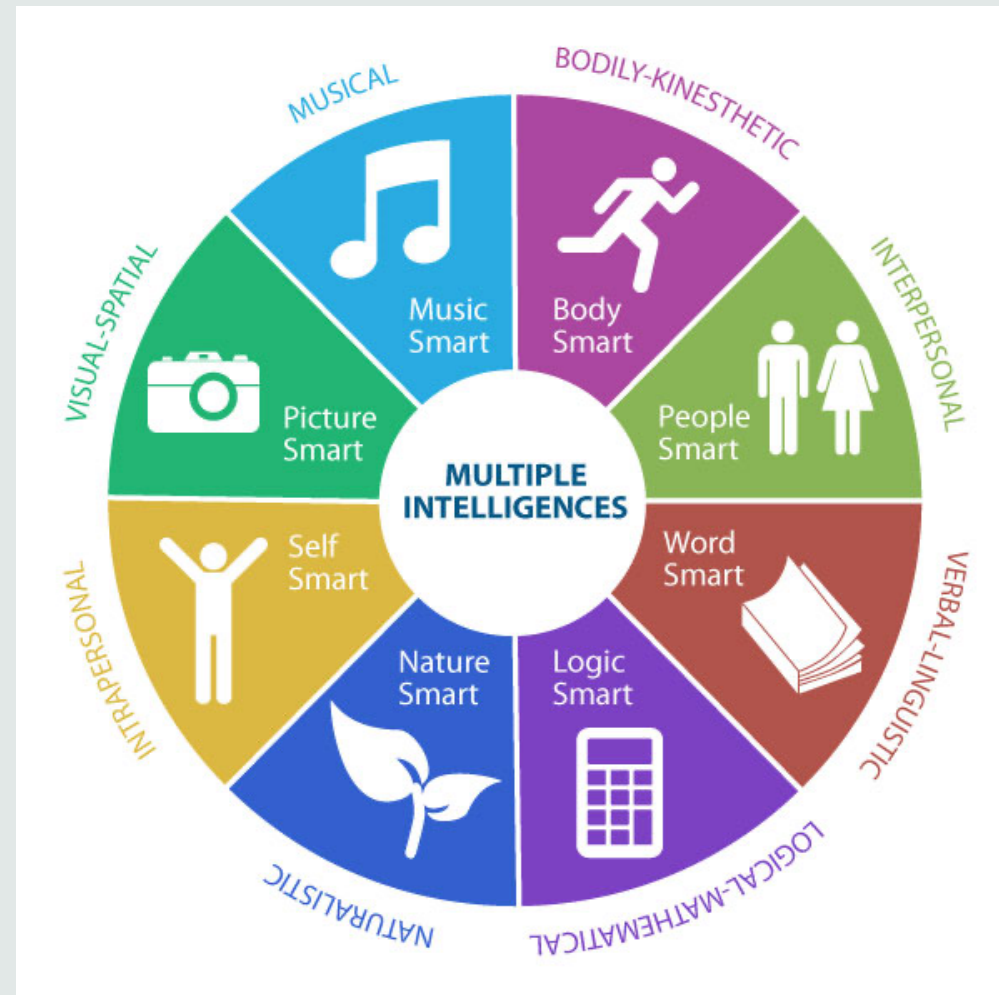 MUSICAL
BODILY-KINESTHETIC
INTERPERSONAL
VERBAL-LINGUISTIC
LOGICAL-MATHEMATICAL
NATURALISTIC
INTRAPERSONAL
VISUAL-SPATIAL
Music
Smart
Body
Smart
People
Smart
Word
Smart
Logic
Smart
Nature
Smart
Self
Smart
Picture
Smart
MULTIPLE
INTELLIGENCES